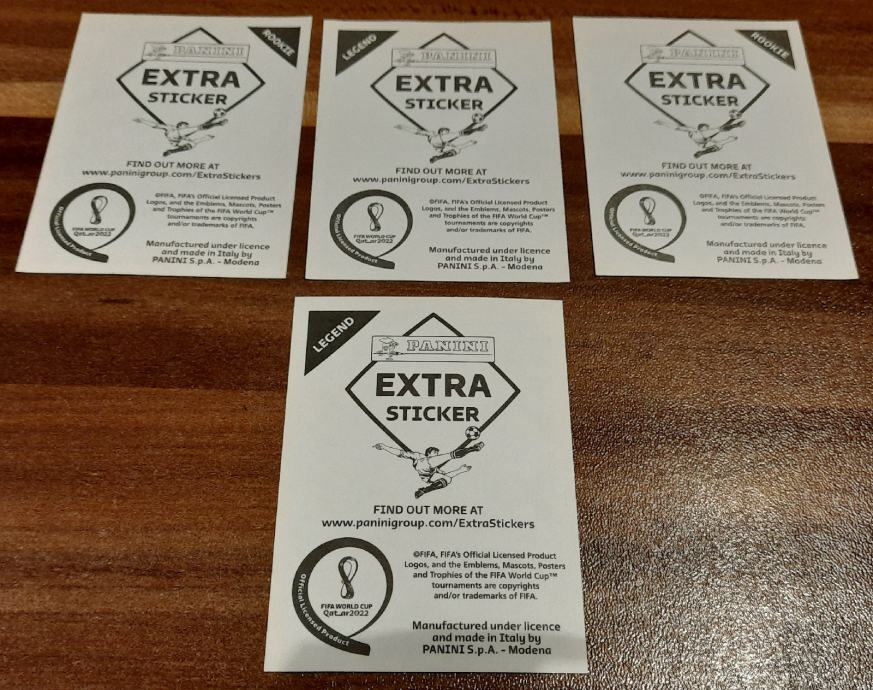 ROOKIE
PANINI
EXTRA
STICKER
FIND OUT MORE AT
www.paninigroup.com/ExtraStickers
Official Licensed Product
FIFA WORLD CUP
Qatar2022
©FIFA, FIFA's Official Licensed Product
Logos, and the Emblems, Mascots, Posters
and Trophies of the FIFA World Cup™
tournaments are copyrights
and/or trademarks of FIFA.
Manufactured under licence
and made in Italy by
PANINI S.p.A. - Modena
LEGEND
PANINI
EXTRA
STICKER
FIND OUT MORE AT
www.paninigroup.com/ExtraStickers
Official Licensed Product
FIFA WORLD CUP
Qatar2022
©FIFA, FIFA's Official Licensed Product
Logos, and the Emblems, Mascots, Posters
and Trophies of the FIFA World Cup™
tournaments are copyrights
and/or trademarks of FIFA.
Manufactured under licence
and made in Italy by
PANINI S.p.A. - Modena
ROOKIE
PANINI
EXTRA
STICKER
FIND OUT MORE AT
www.paninigroup.com/ExtraStickers
Official Licensed Product
FIFA WORLD CUP
Qatar2022
©FIFA, FIFA's Official Licensed Product
Logos, and the Emblems, Mascots, Posters
and Trophies of the FIFA World Cup™
tournaments are copyrights
and/or trademarks of FIFA.
Manufactured under licence
and made in Italy by
PANINI S.p.A. - Modena
LEGEND
PANINI
EXTRA
STICKER
FIND OUT MORE AT
www.paninigroup.com/ExtraStickers
Official Licensed Product
FIFA WORLD CUP
Qatar2022
©FIFA, FIFA's Official Licensed Product
Logos, and the Emblems, Mascots, Posters
and Trophies of the FIFA World Cup™
tournaments are copyrights
and/or trademarks of FIFA.
Manufactured under licence
and made in Italy by
PANINI S.p.A. - Modena